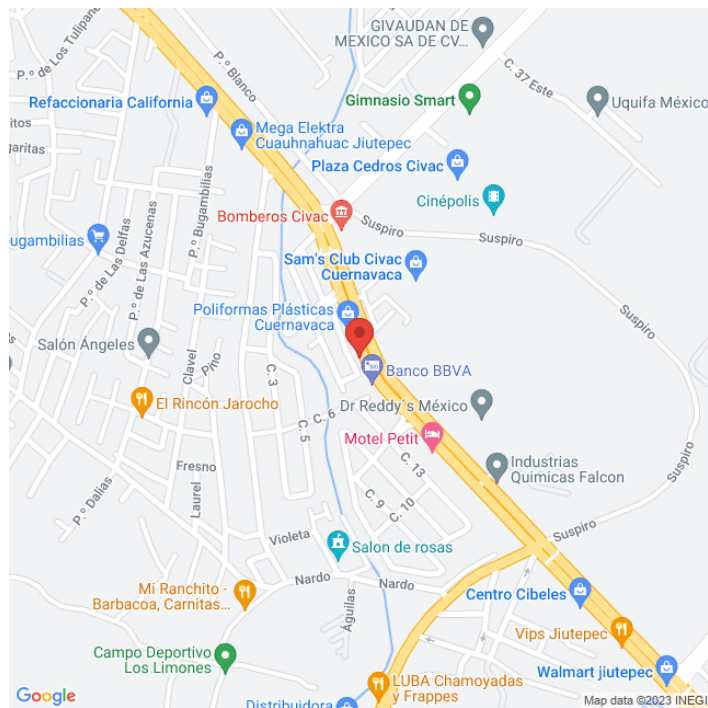 GIVAUDAN DE
MEXICO SA DE CV...
P.º de Los Tulipane
P.º Blanco
C. 37 Este
Refaccionaria California
Gimnasio Smart
Uquifa México
itos
garitas
Mega Elektra
Cuauhnahuac Jiutepec
Plaza Cedros Civac
Cinépolis
P.º Bugambilias
Bomberos Civac
Suspiro
Suspiro
ugambilias
P.º de Las Delfas
P.º de Las Azucenas
Sam's Club Civac
Cuernavaca
Poliformas Plásticas
Cuernavaca
Suspiro
Salón Ángeles
Clavel
Pino
C. 3
Banco BBVA
El Rincón Jarocho
C. 6
C. 5
Dr Reddy´s México
Motel Petit
C. 13
Suspiro
Fresno
Laurel
P.º Dallas
C. 9
C. 10
Industrias
Quimicas Falcon
Suspiro
Violeta
Salon de rosas
Nardo
Nardo
Mi Ranchito -
Barbacoa, Carnitas...
Águilas
Centro Cibeles
Vips Jiutepec
Campo Deportivo
Los Limones
Walmart jiutepec
LUBA Chamoyadas
y Frappes
Distribuidora
Google
Map data ©2023 INEGI